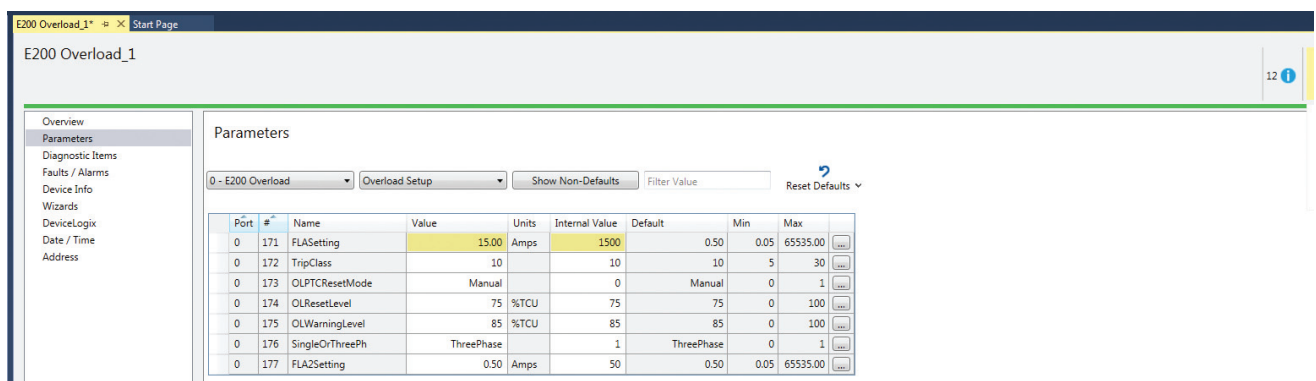 E200 Overload_1* Start Page
E200 Overload_1
12
Overview
Parameters
Diagnostic Items
Faults / Alarms
Device Info
Wizards
DeviceLogix
Date / Time
Address
Parameters
0 - E200 Overload Overload Setup Show Non-Defaults Filter Value Reset Defaults
Port # Name Value Units Internal Value Default Min Max
0 171 FLASetting 15.00 Amps 1500 0.50 0.05 65535.00 ...
0 172 TripClass 10 10 10 5 30 ...
0 173 OLPTCResetMode Manual 0 Manual 0 1 ...
0 174 OLResetLevel 75 %TCU 75 75 0 100 ...
0 175 OLWarningLevel 85 %TCU 85 85 0 100 ...
0 176 SingleOrThreePh ThreePhase 1 ThreePhase 0 1 ...
0 177 FLA2Setting 0.50 Amps 50 0.50 0.05 65535.00 ...